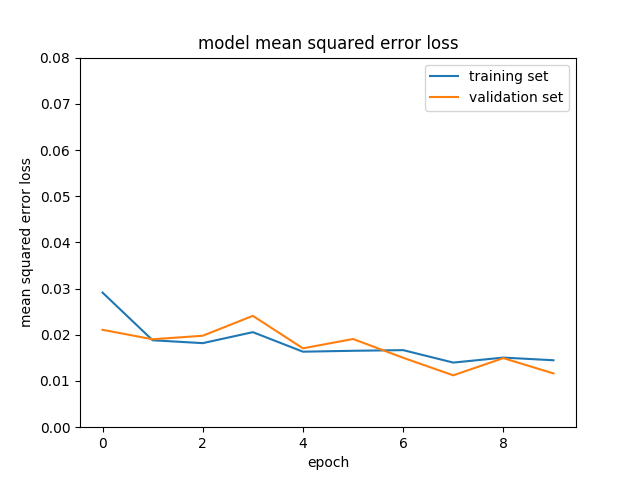 model mean squared error loss
0.08
0.07
0.06
0.05
0.04
0.03
0.02
0.01
0.00
mean squared error loss
training set
validation set
0 2 4 6 8
epoch